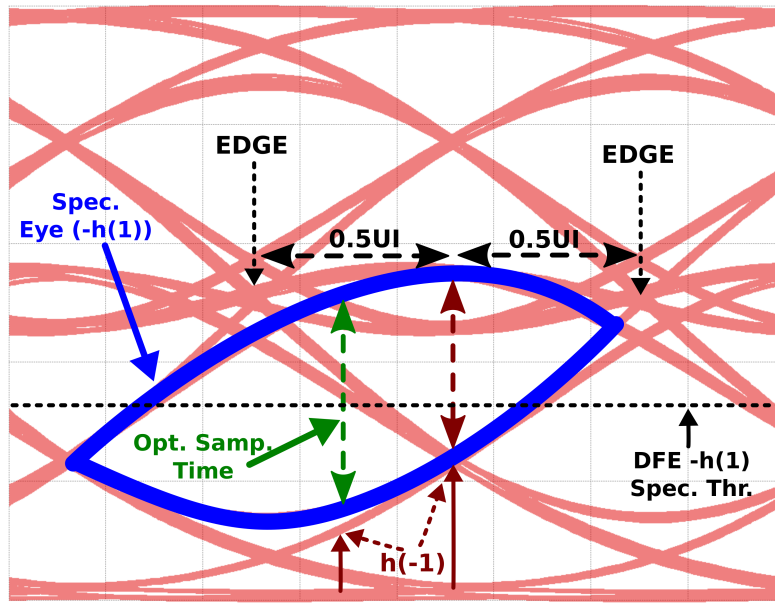 EDGE
EDGE
Spec.
Eye (-h(1))
0.5UI
0.5UI
Opt. Samp.
Time
DFE -h(1)
Spec. Thr.
h(-1)